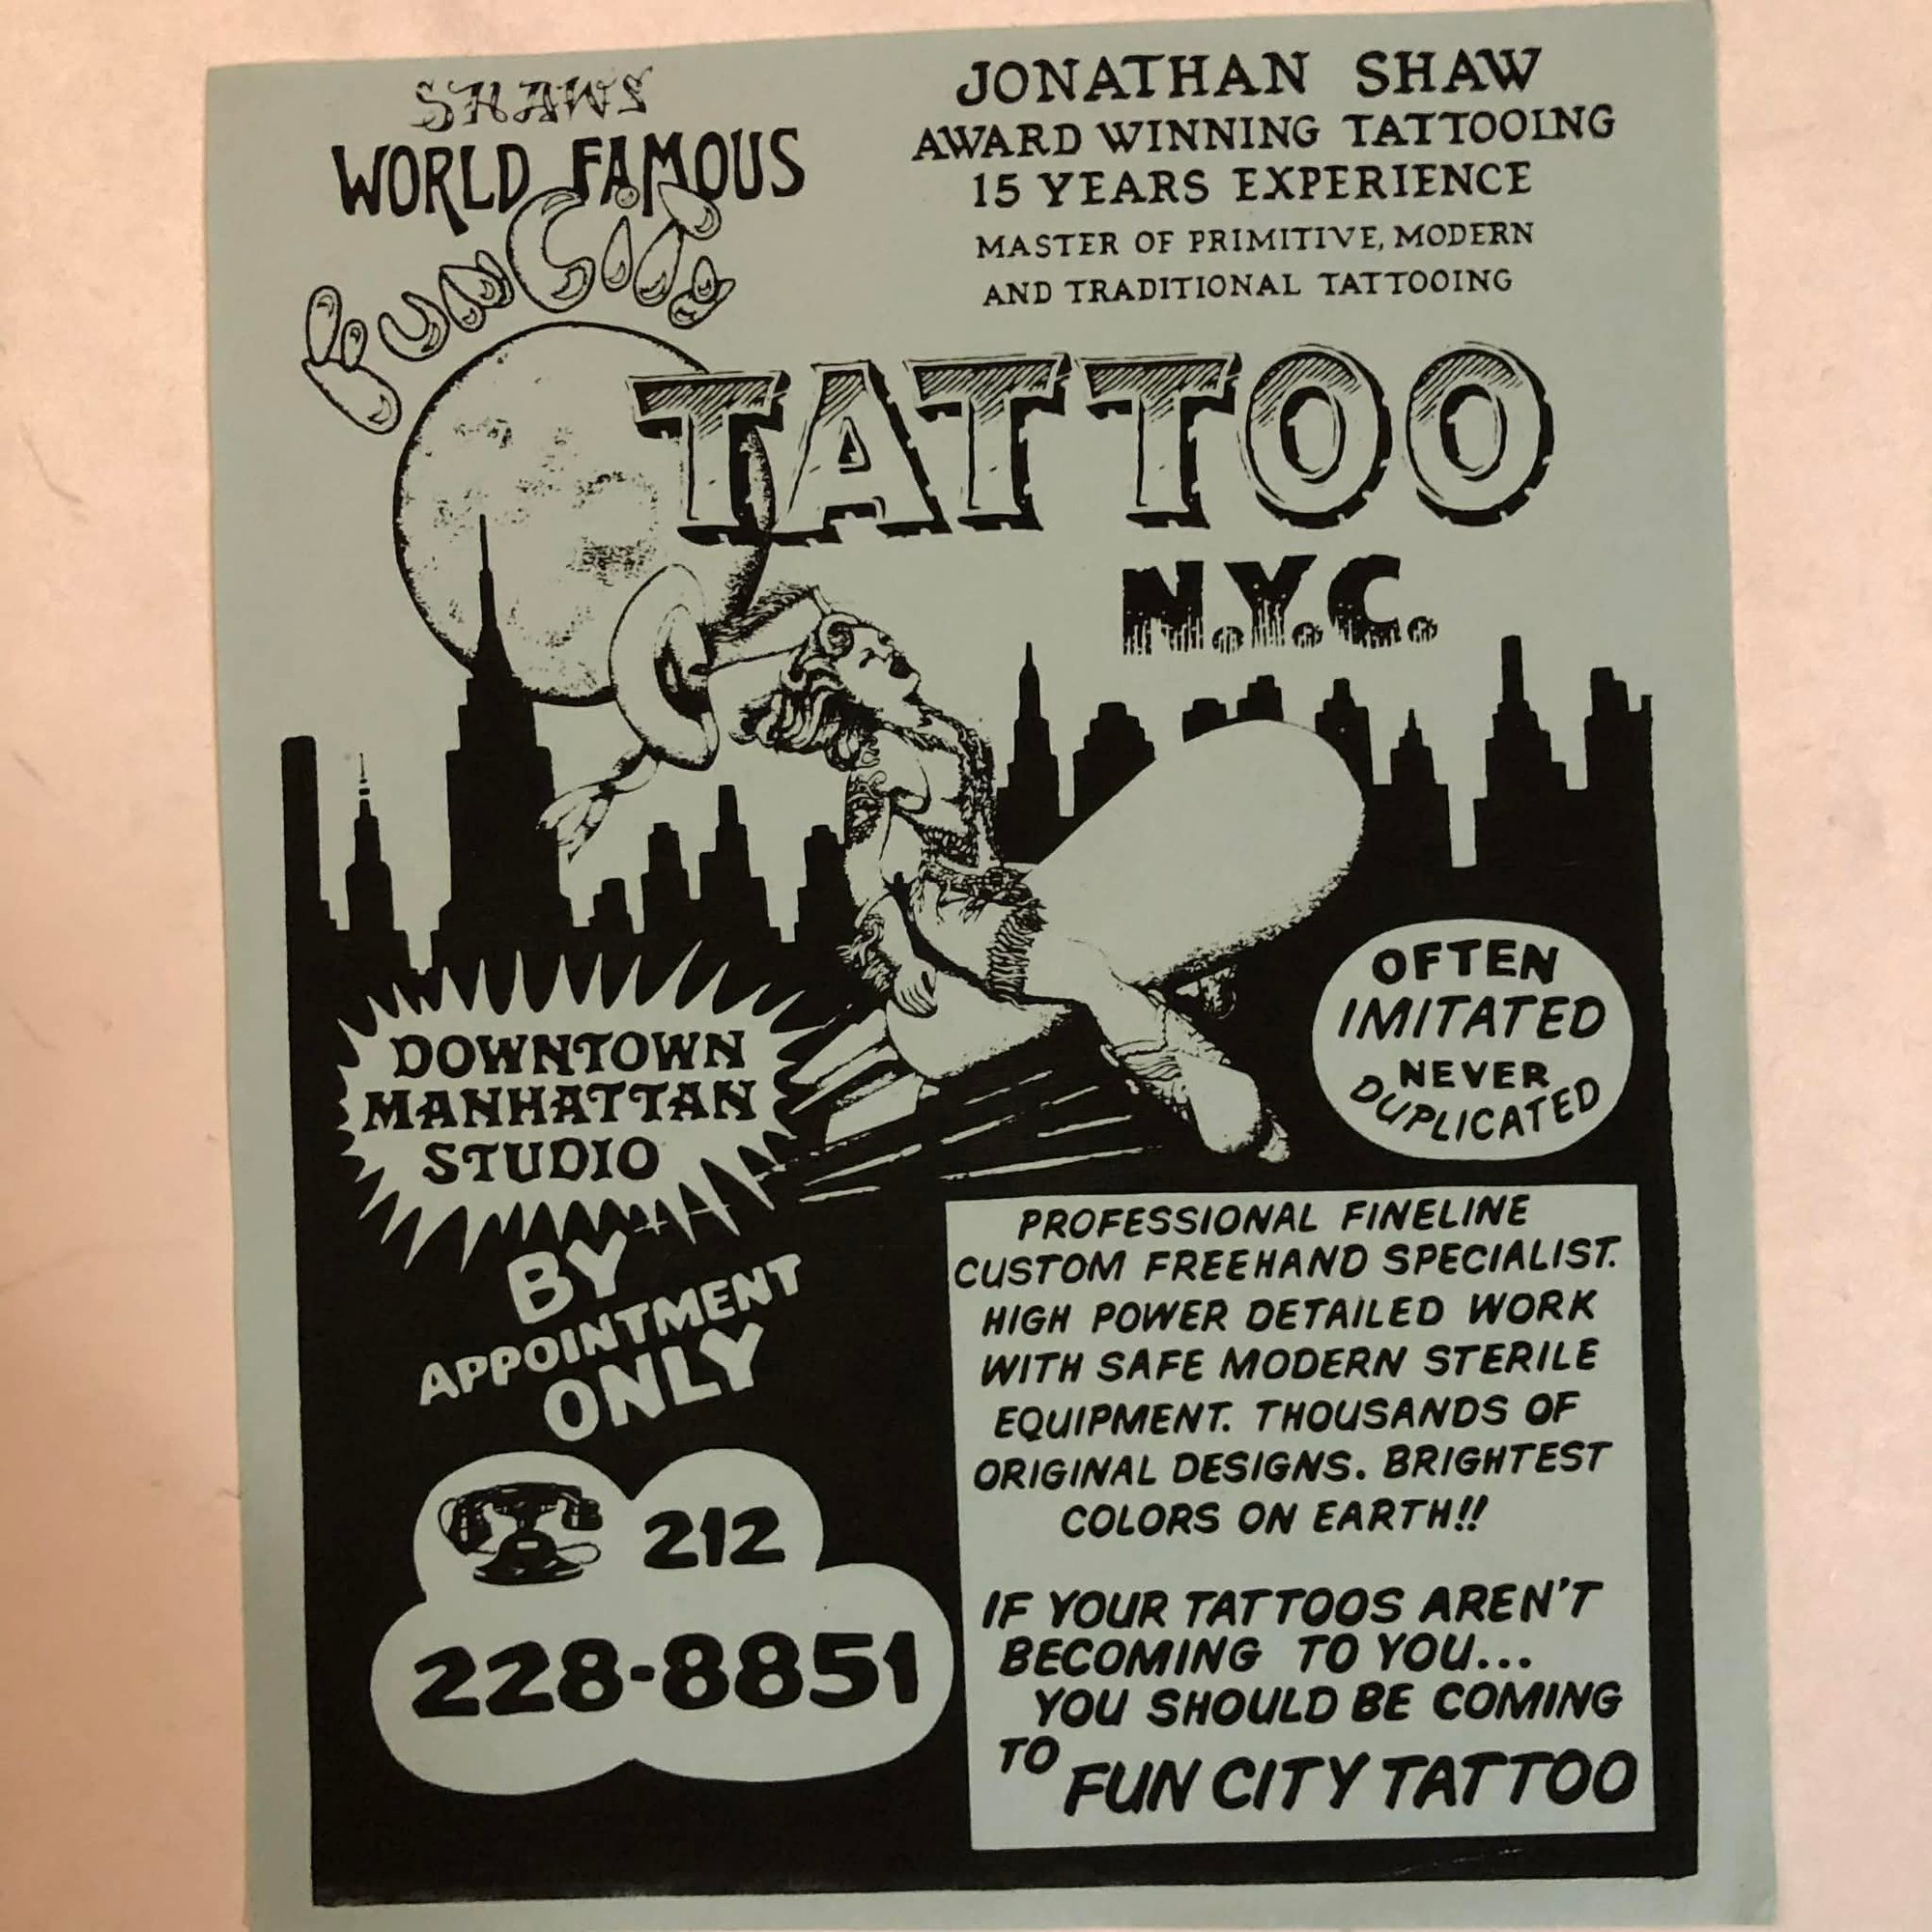 SHAWS
WORLD FAMOUS
FUN CITY
TATTOO
N.Y.C.
JONATHAN SHAW
AWARD WINNING TATTOOING
15 YEARS EXPERIENCE
MASTER OF PRIMITIVE, MODERN
AND TRADITIONAL TATTOOING
DOWNTOWN
MANHATTAN
STUDIO
BY
APPOINTMENT
ONLY
212
228-8851
OFTEN
IMITATED
NEVER
DUPLICATED
PROFESSIONAL FINELINE
CUSTOM FREEHAND SPECIALIST.
HIGH POWER DETAILED WORK
WITH SAFE MODERN STERILE
EQUIPMENT. THOUSANDS OF
ORIGINAL DESIGNS. BRIGHTEST
COLORS ON EARTH!!
IF YOUR TATTOOS AREN'T
BECOMING TO YOU...
YOU SHOULD BE COMING
TO FUN CITY TATTOO